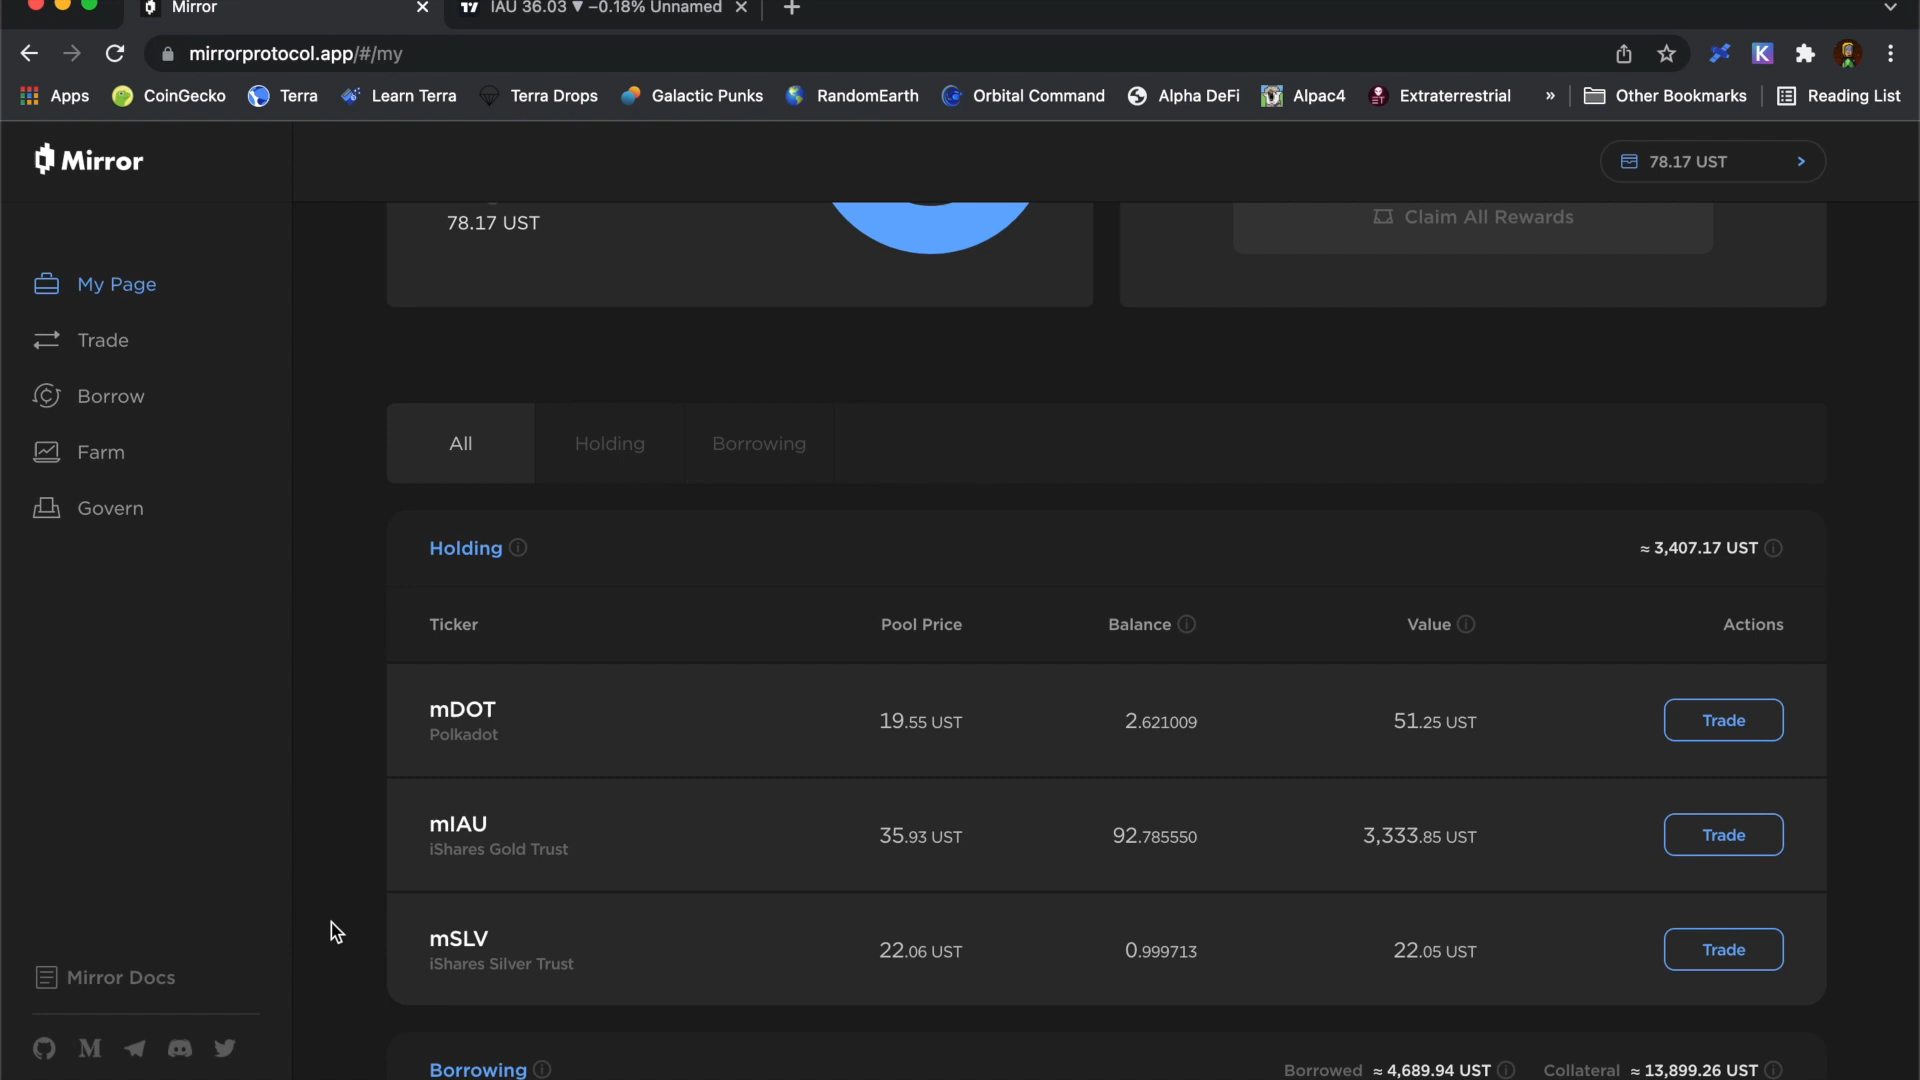 Mirror
IAU 36.03 ▼ −0.18% Unnamed
mirrorprotocol.app/#/my
K
Apps
CoinGecko
Terra
Learn Terra
Terra Drops
Galactic Punks
RandomEarth
Orbital Command
Alpha DeFi
Alpac4
Extraterrestrial
»
Other Bookmarks
Reading List
Mirror
78.17 UST
My Page
Trade
Borrow
Farm
Govern
Mirror Docs
78.17 UST
Claim All Rewards
All
Holding
Borrowing
Holding
≈ 3,407.17 UST
Ticker Pool Price Balance Value Actions
mDOT
Polkadot
19.55 UST 2.621009 51.25 UST Trade
mIAU
iShares Gold Trust
35.93 UST 92.785550 3,333.85 UST Trade
mSLV
iShares Silver Trust
22.06 UST 0.999713 22.05 UST Trade
Borrowing
Borrowed ≈ 4,689.94 UST Collateral ≈ 13,899.26 UST